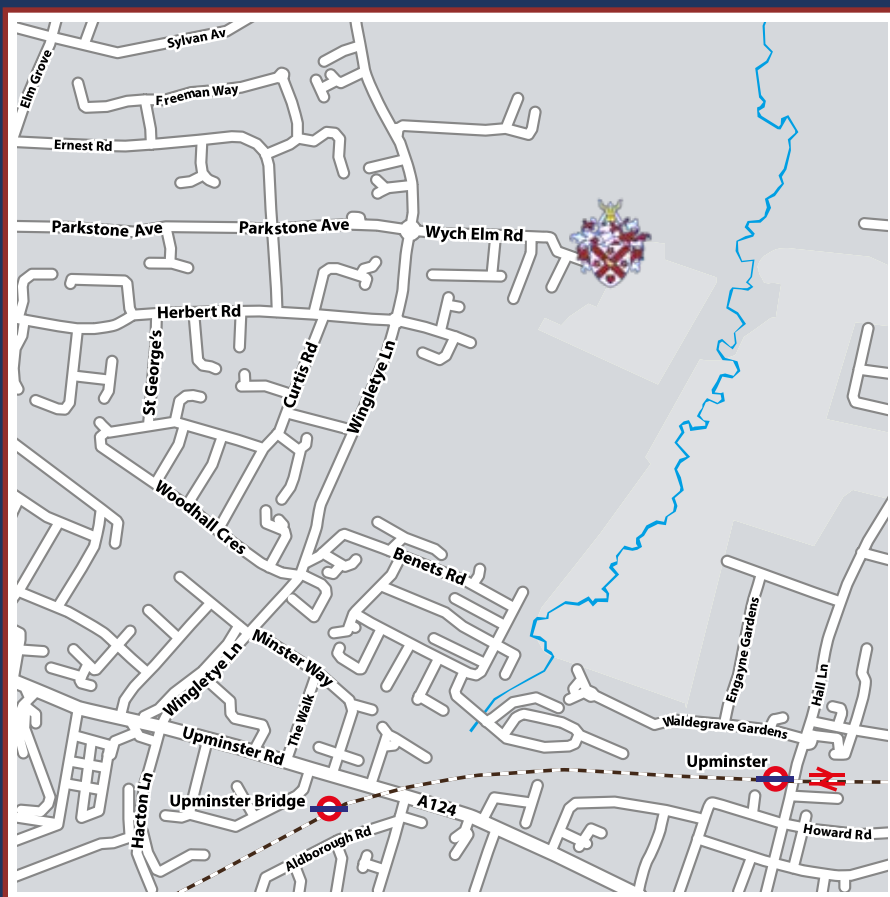 Sylvan Av
Elm Grove
Freeman Way
Ernest Rd
Parkstone Ave
Parkstone Ave
Wych Elm Rd
Herbert Rd
St George's
Curtis Rd
Wingletye Ln
Woodhall Cres
Benets Rd
Engayne Gardens
Minster Way
Wingletye Ln
Hall Ln
The Walk
Waldegrave Gardens
Upminster Rd
Upminster
Hacton Ln
Upminster Bridge
A124
Aldborough Rd
Howard Rd